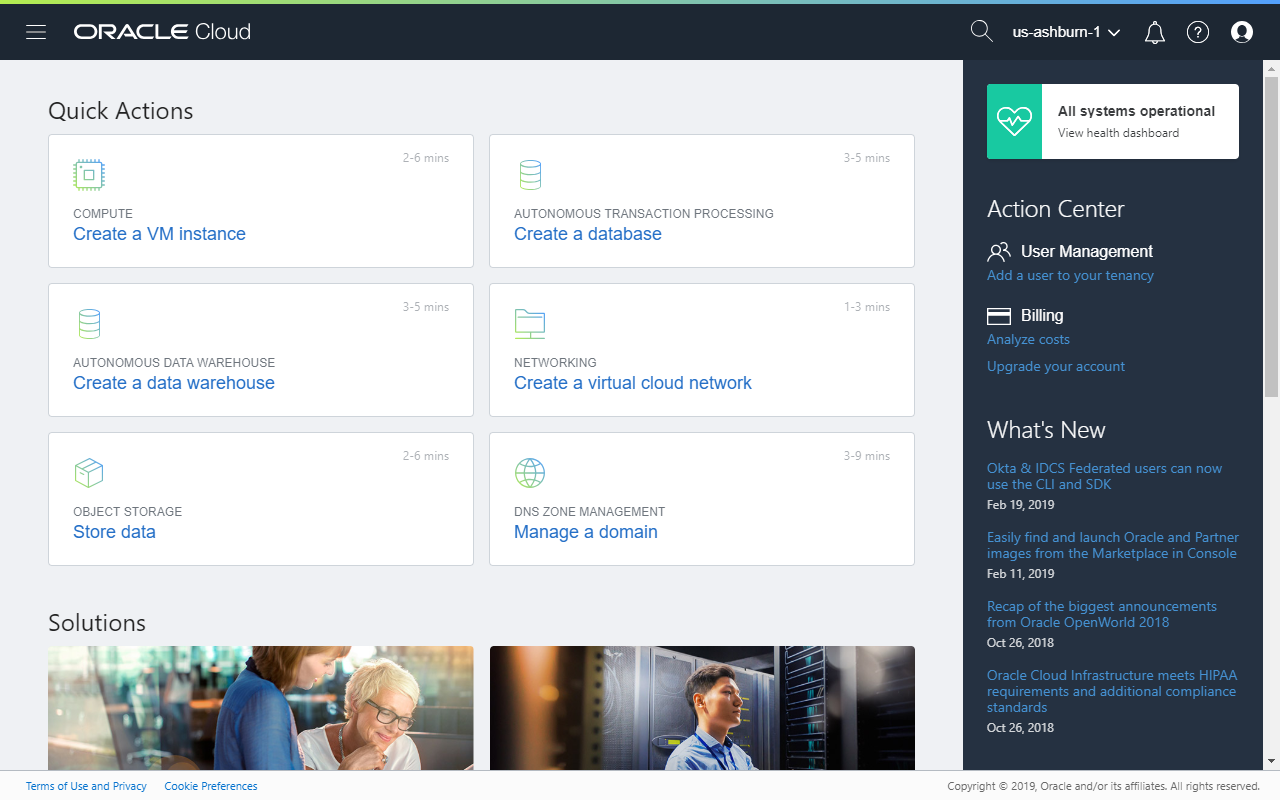 ORACLE Cloud
us-ashburn-1
Quick Actions
2-6 mins
COMPUTE
Create a VM instance
3-5 mins
AUTONOMOUS TRANSACTION PROCESSING
Create a database
3-5 mins
AUTONOMOUS DATA WAREHOUSE
Create a data warehouse
1-3 mins
NETWORKING
Create a virtual cloud network
2-6 mins
OBJECT STORAGE
Store data
3-9 mins
DNS ZONE MANAGEMENT
Manage a domain
Solutions
All systems operational
View health dashboard
Action Center
User Management
Add a user to your tenancy
Billing
Analyze costs
Upgrade your account
What's New
Okta & IDCS Federated users can now
use the CLI and SDK
Feb 19, 2019
Easily find and launch Oracle and Partner
images from the Marketplace in Console
Feb 11, 2019
Recap of the biggest announcements
from Oracle OpenWorld 2018
Oct 26, 2018
Oracle Cloud Infrastructure meets HIPAA
requirements and additional compliance
standards
Oct 26, 2018
Terms of Use and Privacy
Cookie Preferences
Copyright © 2019, Oracle and/or its affiliates. All rights reserved.